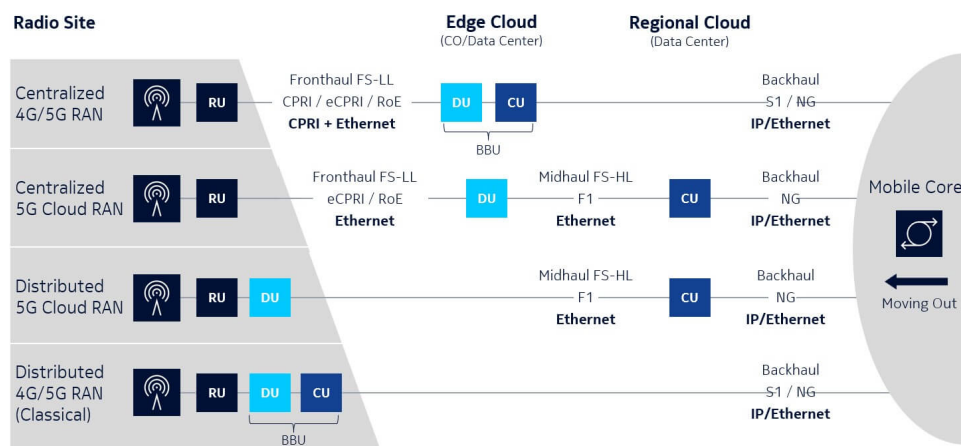 Radio Site
Edge Cloud
(CO/Data Center)
Regional Cloud
(Data Center)
Centralized
4G/5G RAN
RU
Fronthaul FS-LL
CPRI / eCPRI / RoE
CPRI + Ethernet
DU
CU
BBU
Backhaul
S1 / NG
IP/Ethernet
Centralized
5G Cloud RAN
RU
Fronthaul FS-LL
eCPRI / RoE
Ethernet
DU
Midhaul FS-HL
F1
Ethernet
CU
Backhaul
NG
IP/Ethernet
Mobile Core
Moving Out
Distributed
5G Cloud RAN
RU
DU
Midhaul FS-HL
F1
Ethernet
CU
Backhaul
NG
IP/Ethernet
Distributed
4G/5G RAN
(Classical)
RU
DU
CU
BBU
Backhaul
S1 / NG
IP/Ethernet